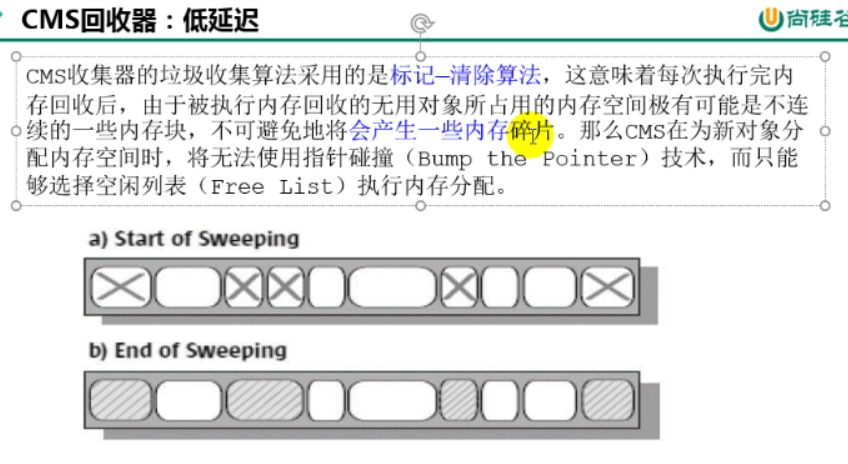 CMS回收器：低延迟
尚硅谷
CMS收集器的垃圾收集算法采用的是标记—清除算法，这意味着每次执行完内
存回收后，由于被执行内存回收的无用对象所占用的内存空间极有可能是不连
续的一些内存块，不可避免地将会产生一些内存碎片。那么CMS在为新对象分
配内存空间时，将无法使用指针碰撞（Bump the Pointer）技术，而只能
够选择空闲列表（Free List）执行内存分配。
a) Start of Sweeping
b) End of Sweeping